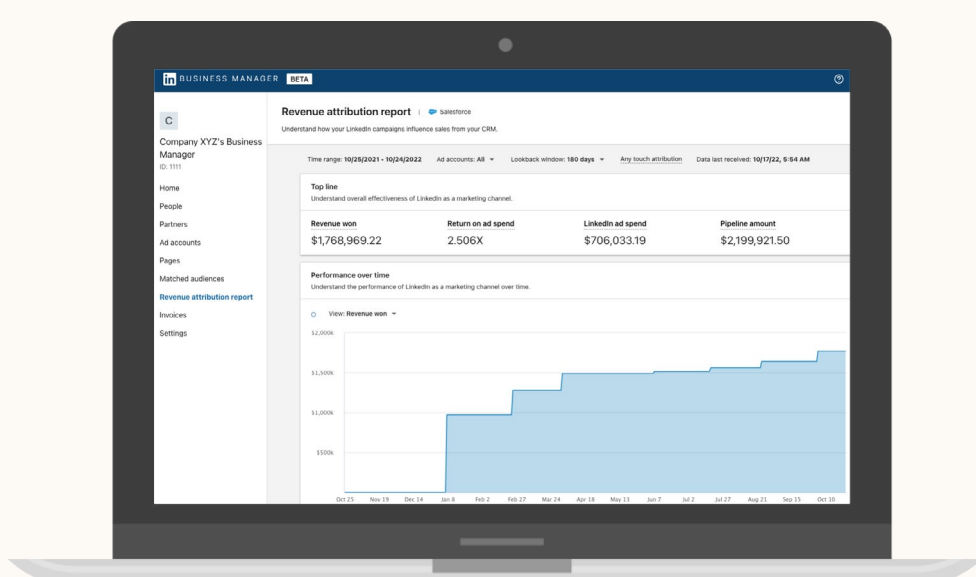 in BUSINESS MANAGER BETA
C
Company XYZ's Business
Manager
ID: 1111
Home
People
Partners
Ad accounts
Pages
Matched audiences
Revenue attribution report
Invoices
Settings
Revenue attribution report | Salesforce
Understand how your LinkedIn campaigns influence sales from your CRM.
Time range: 10/25/2021 - 10/24/2022 Ad accounts: All Lookback window: 180 days Any touch attribution Data last received: 10/17/22, 5:54 AM
Top line
Understand overall effectiveness of LinkedIn as a marketing channel.
Revenue won Return on ad spend LinkedIn ad spend Pipeline amount
$1,768,969.22 2.506X $706,033.19 $2,199,921.50
Performance over time
Understand the performance of LinkedIn as a marketing channel over time.
View: Revenue won
$2,000k
$1,500k
$1,000k
$500k
Oct 25 Nov 19 Dec 14 Jan 8 Feb 2 Feb 27 Mar 24 Apr 18 May 13 Jun 7 Jul 2 Jul 27 Aug 21 Sep 15 Oct 10